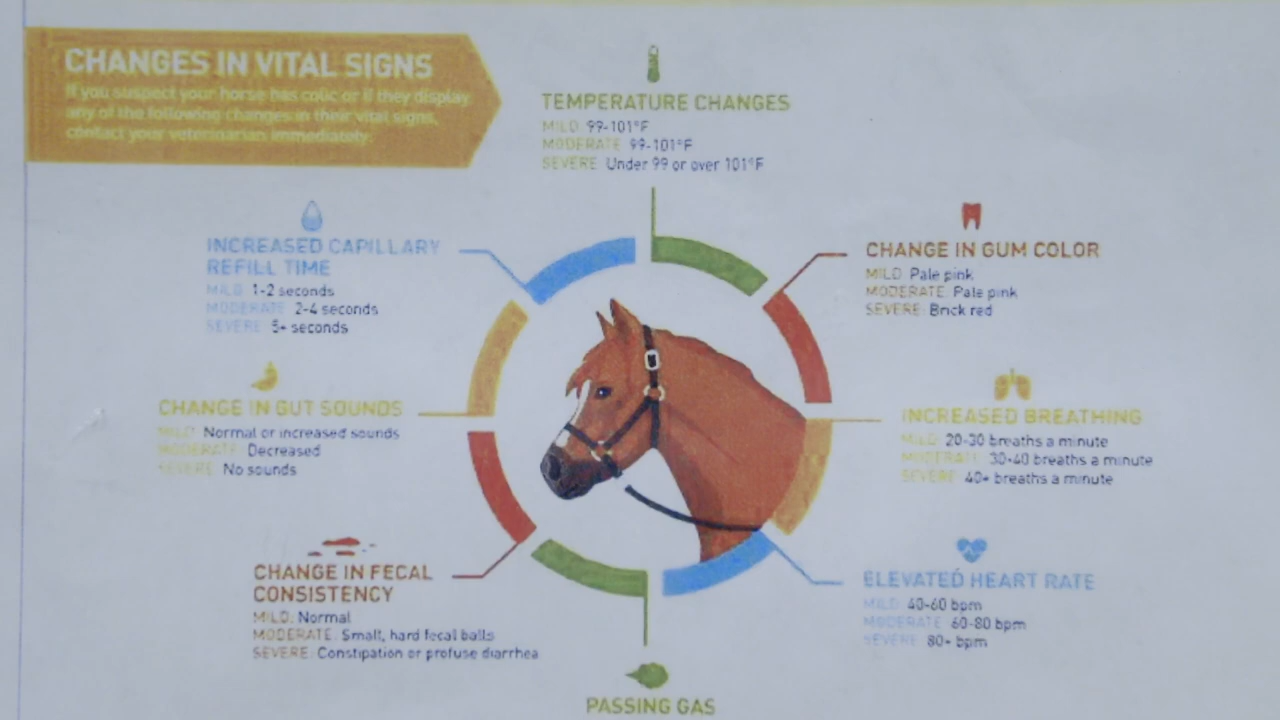 CHANGES IN VITAL SIGNS
If you suspect your horse has colic or if they display
any of the following changes in their vital signs,
contact your veterinarian immediately.
TEMPERATURE CHANGES
MILD: 99-101°F
MODERATE: 99-101°F
SEVERE: Under 99 or over 101°F
INCREASED CAPILLARY
REFILL TIME
MILD: 1-2 seconds
MODERATE: 2-4 seconds
SEVERE: 5+ seconds
CHANGE IN GUM COLOR
MILD: Pale pink
MODERATE: Pale pink
SEVERE: Brick red
CHANGE IN GUT SOUNDS
MILD: Normal or increased sounds
MODERATE: Decreased
SEVERE: No sounds
INCREASED BREATHING
MILD: 20-30 breaths a minute
MODERATE: 30-40 breaths a minute
SEVERE: 40+ breaths a minute
CHANGE IN FECAL
CONSISTENCY
MILD: Normal
MODERATE: Small, hard fecal balls
SEVERE: Constipation or profuse diarrhea
ELEVATED HEART RATE
MILD: 40-60 bpm
MODERATE: 60-80 bpm
SEVERE: 80+ bpm
PASSING GAS